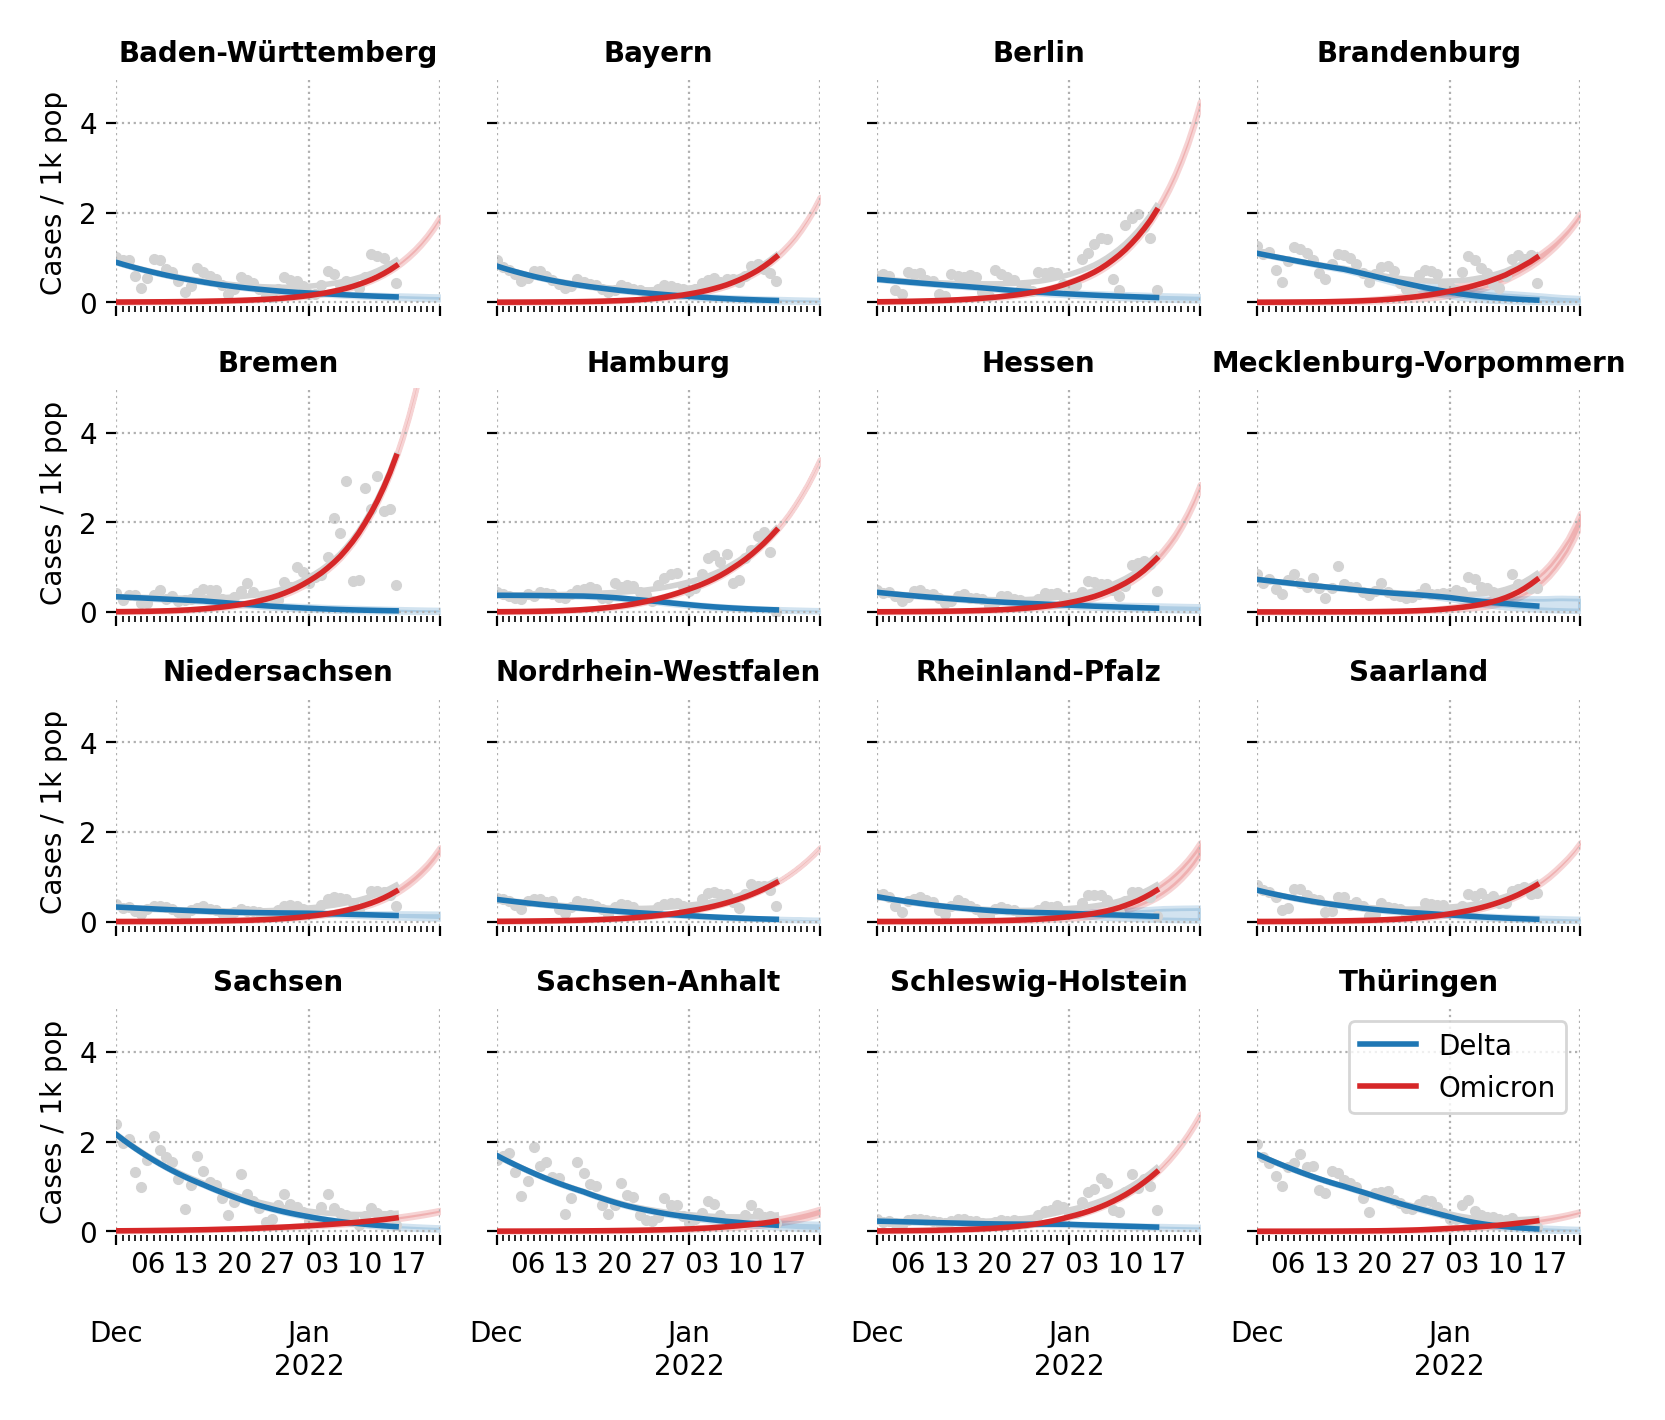 Baden-Württemberg
Bayern
Berlin
Brandenburg
Cases / 1k pop
4
2
0
Bremen
Hamburg
Hessen
Mecklenburg-Vorpommern
Cases / 1k pop
4
2
0
Niedersachsen
Nordrhein-Westfalen
Rheinland-Pfalz
Saarland
Cases / 1k pop
4
2
0
Sachsen
Sachsen-Anhalt
Schleswig-Holstein
Thüringen
Cases / 1k pop
4
2
0
Delta
Omicron
06 13 20 27 03 10 17
06 13 20 27 03 10 17
06 13 20 27 03 10 17
06 13 20 27 03 10 17
Dec
Jan
2022
Dec
Jan
2022
Dec
Jan
2022
Dec
Jan
2022